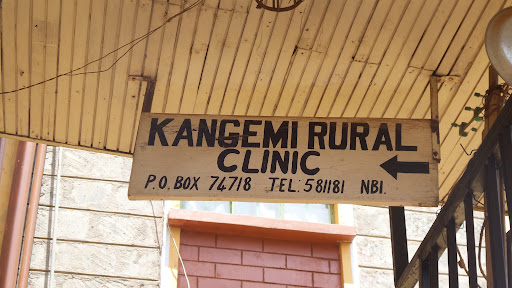 KANGEMI RURAL
CLINIC
P.O. BOX 74718 TEL: 581181 NBI.